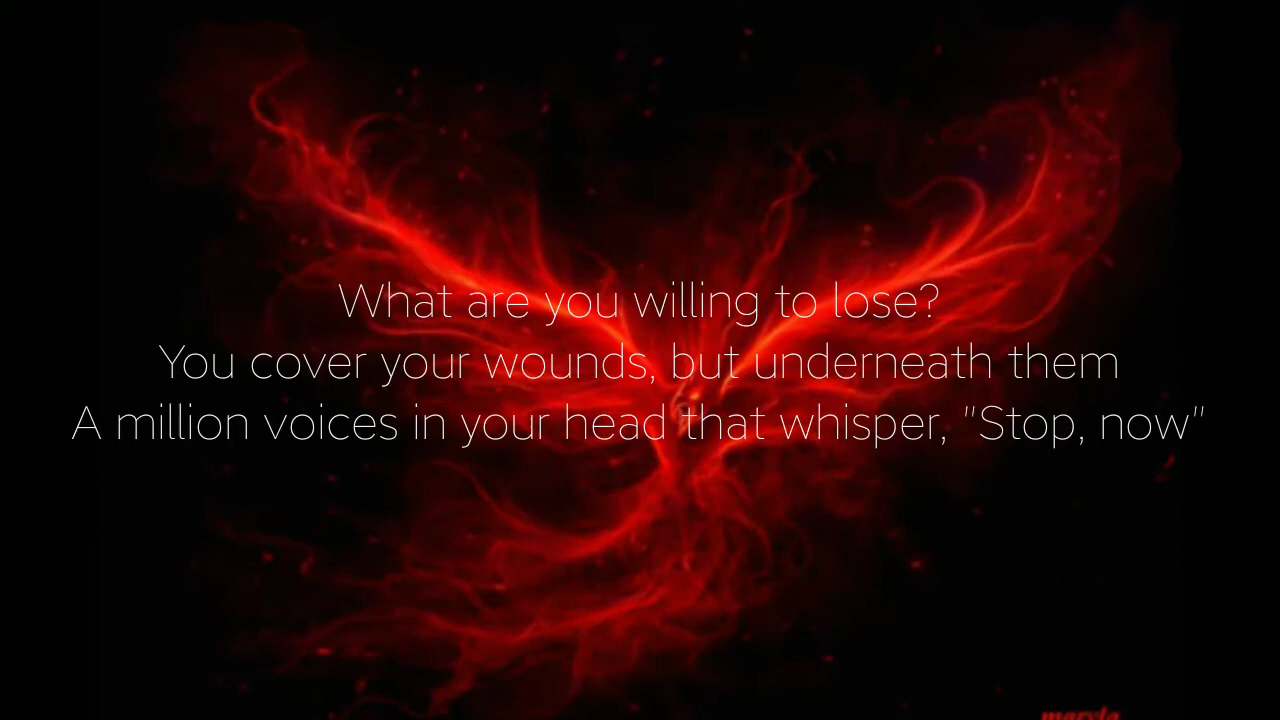 What are you willing to lose?
You cover your wounds, but underneath them
A million voices in your head that whisper, "Stop, now"